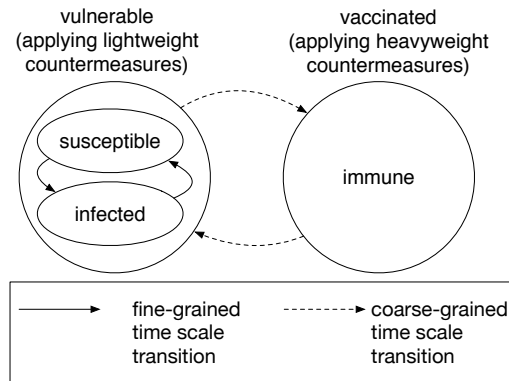 vulnerable
(applying lightweight
countermeasures)
vaccinated
(applying heavyweight
countermeasures)
susceptible
infected
immune
fine-grained
time scale
transition
coarse-grained
time scale
transition